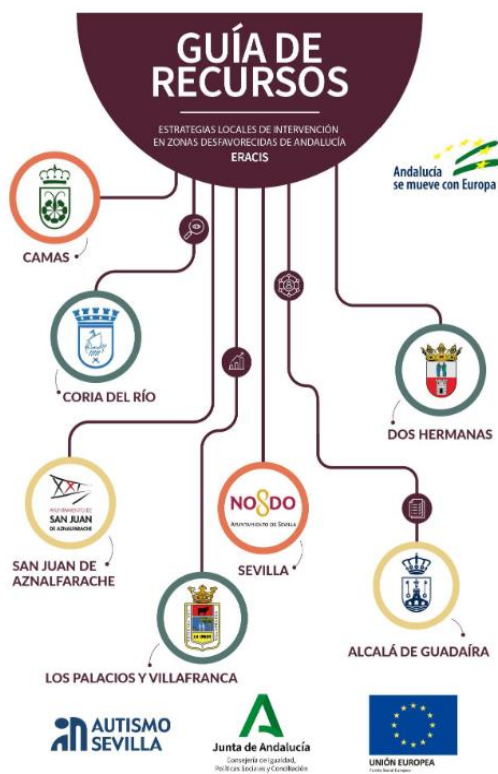 GUÍA DE
RECURSOS
ESTRATEGIAS LOCALES DE INTERVENCIÓN
EN ZONAS DESFAVORECIDAS DE ANDALUCÍA
ERACIS
Andalucía
se mueve con Europa
CAMAS
CORIA DEL RÍO
DOS HERMANAS
AYUNTAMIENTO DE
SAN JUAN
DE AZNALFARACHE
SAN JUAN DE
AZNALFARACHE
NO8DO
AYUNTAMIENTO DE SEVILLA
SEVILLA
ALCALÁ DE GUADAÍRA
LOS PALACIOS Y VILLAFRANCA
AUTISMO
SEVILLA
Junta de Andalucía
Consejería de Igualdad,
Políticas Sociales y Conciliación
UNIÓN EUROPEA
Fondo Social Europeo